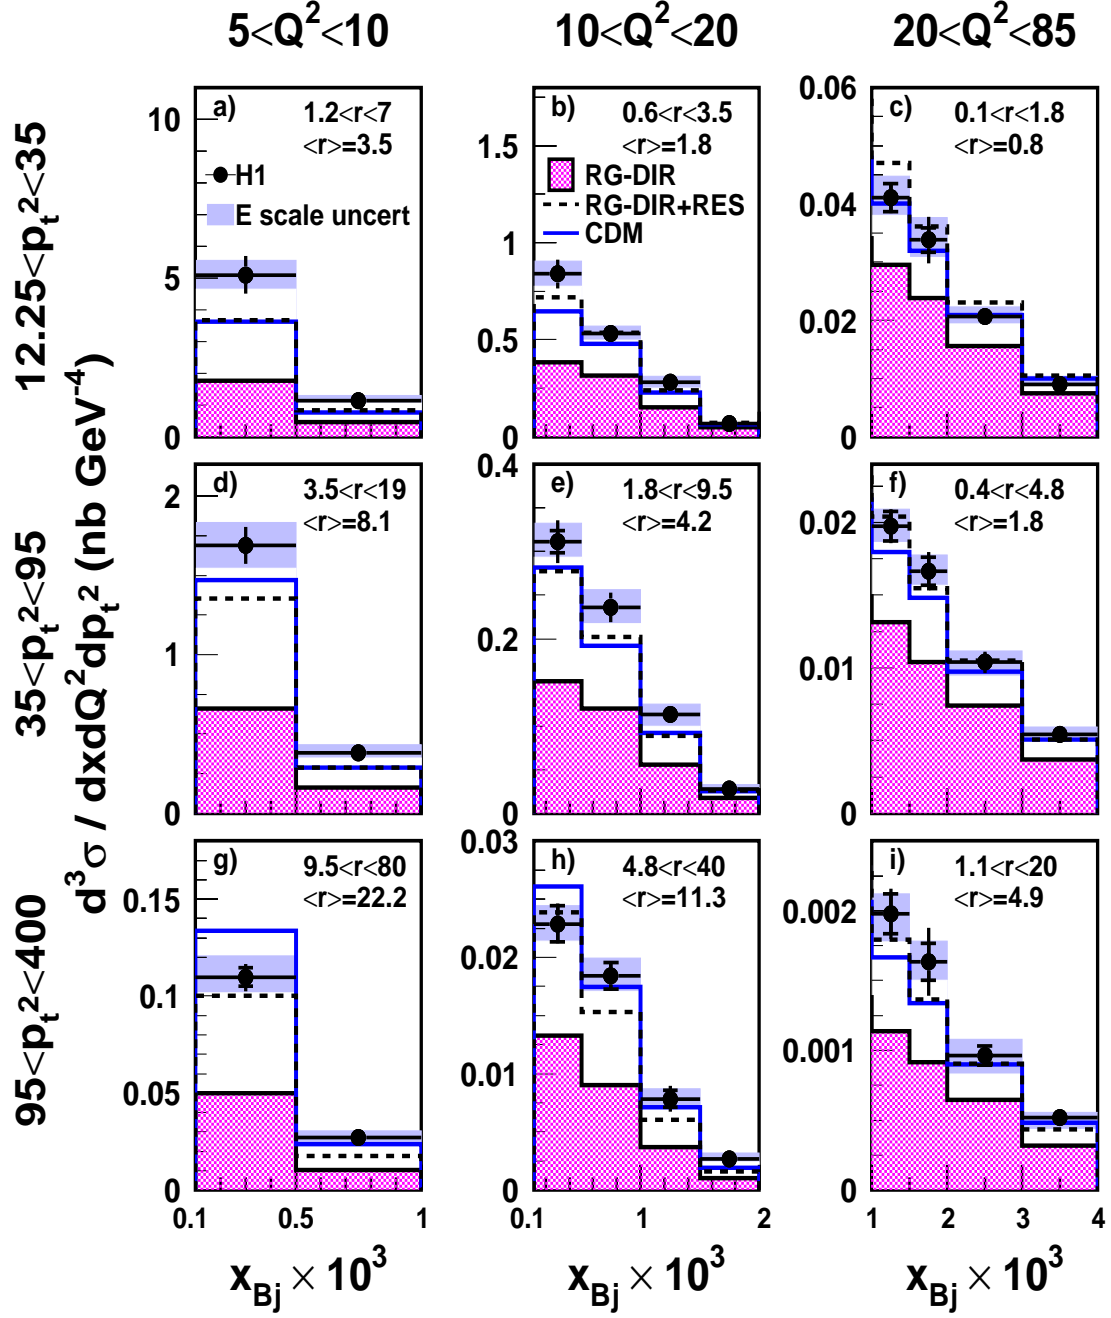 5<Q²<10
10<Q²<20
20<Q²<85
12.25<pₜ²<35
35<pₜ²<95
95<pₜ²<400
d³σ / dxdQ²dpₜ² (nb GeV⁻⁴)
a)
1.2<r<7
<r>=3.5
H1
E scale uncert
10
5
0
b)
0.6<r<3.5
<r>=1.8
RG-DIR
RG-DIR+RES
CDM
1.5
1
0.5
0
c)
0.1<r<1.8
<r>=0.8
0.06
0.04
0.02
0
d)
3.5<r<19
<r>=8.1
2
1
0
e)
1.8<r<9.5
<r>=4.2
0.4
0.2
0
f)
0.4<r<4.8
<r>=1.8
0.02
0.01
0
g)
9.5<r<80
<r>=22.2
0.15
0.1
0.05
0
h)
4.8<r<40
<r>=11.3
0.03
0.02
0.01
0
i)
1.1<r<20
<r>=4.9
0.002
0.001
0
0.1 0.5 1
0.1 1 2
1 2 3 4
x_Bj × 10³
x_Bj × 10³
x_Bj × 10³